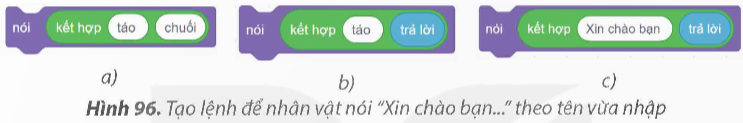 nói kết hợp táo chuối
nói kết hợp táo trả lời
nói kết hợp Xin chào bạn trả lời
a)
b)
c)
Hình 96. Tạo lệnh để nhân vật nói “Xin chào bạn...” theo tên vừa nhập